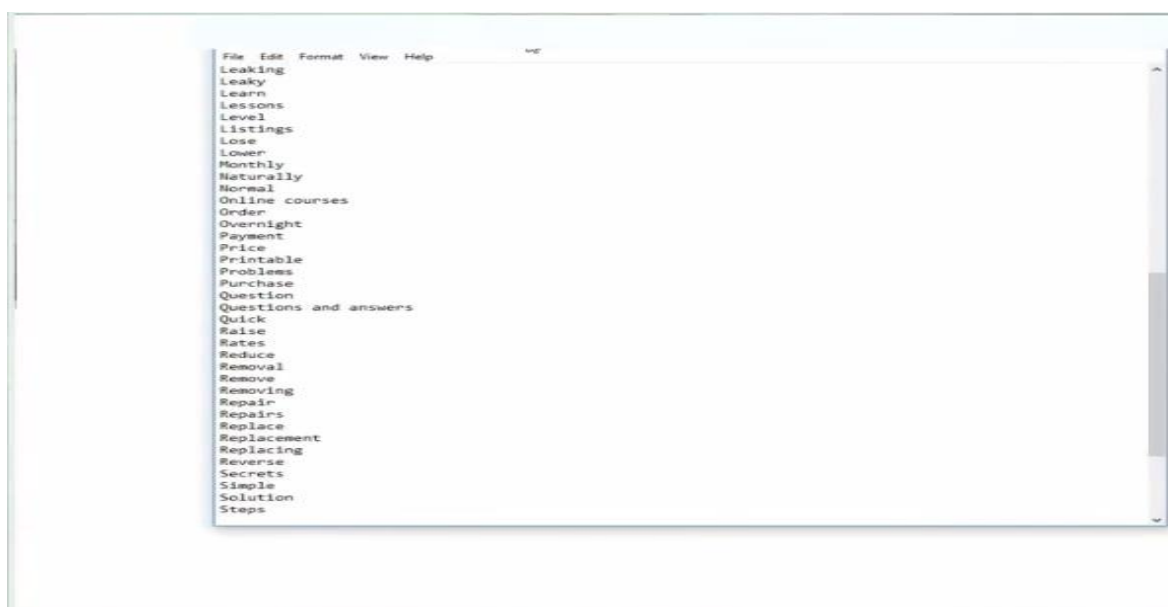 File Edit Format View Help
Leaking
Leaky
Learn
Lessons
Level
Listings
Lose
Lower
Monthly
Naturally
Normal
Online courses
Order
Overnight
Payment
Price
Printable
Problems
Purchase
Question
Questions and answers
Quick
Raise
Rates
Reduce
Removal
Remove
Removing
Repair
Repairs
Replace
Replacement
Replacing
Reverse
Secrets
Simple
Solution
Steps